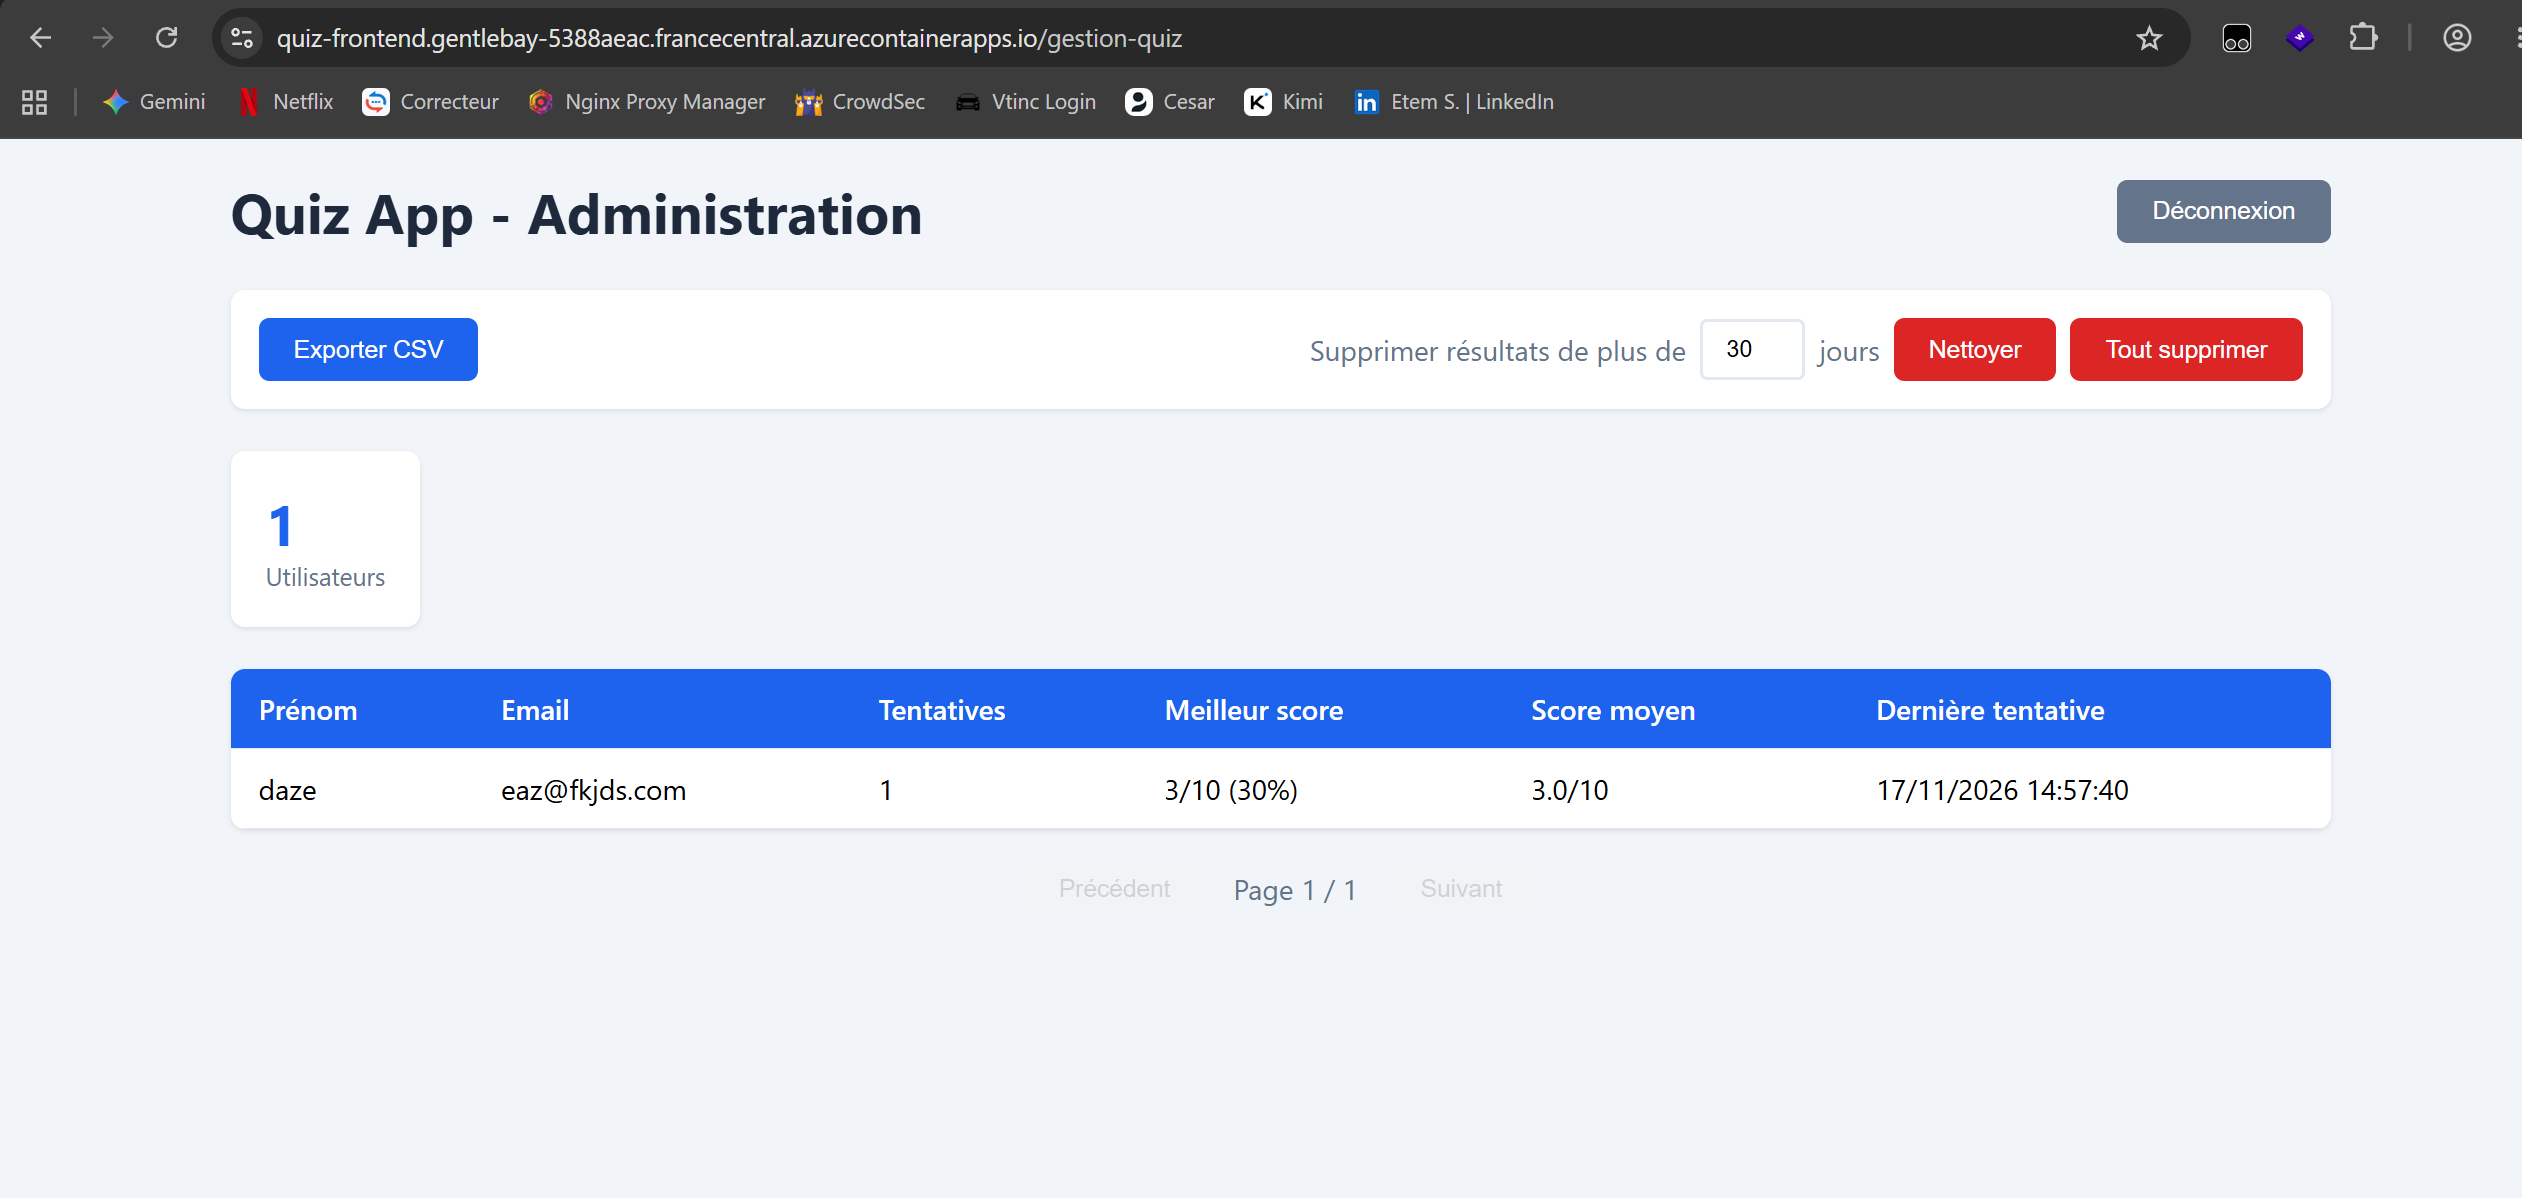 quiz-frontend.gentlebay-5388aeac.francecentral.azurecontainerapps.io/gestion-quiz
Gemini Netflix Correcteur Nginx Proxy Manager CrowdSec Vtinc Login Cesar Kimi Etem S. | LinkedIn
Quiz App - Administration Déconnexion
Exporter CSV Supprimer résultats de plus de 30 jours Nettoyer Tout supprimer
1
Utilisateurs
Prénom Email Tentatives Meilleur score Score moyen Dernière tentative
daze eaz@fkjds.com 1 3/10 (30%) 3.0/10 17/11/2026 14:57:40
Précédent Page 1 / 1 Suivant